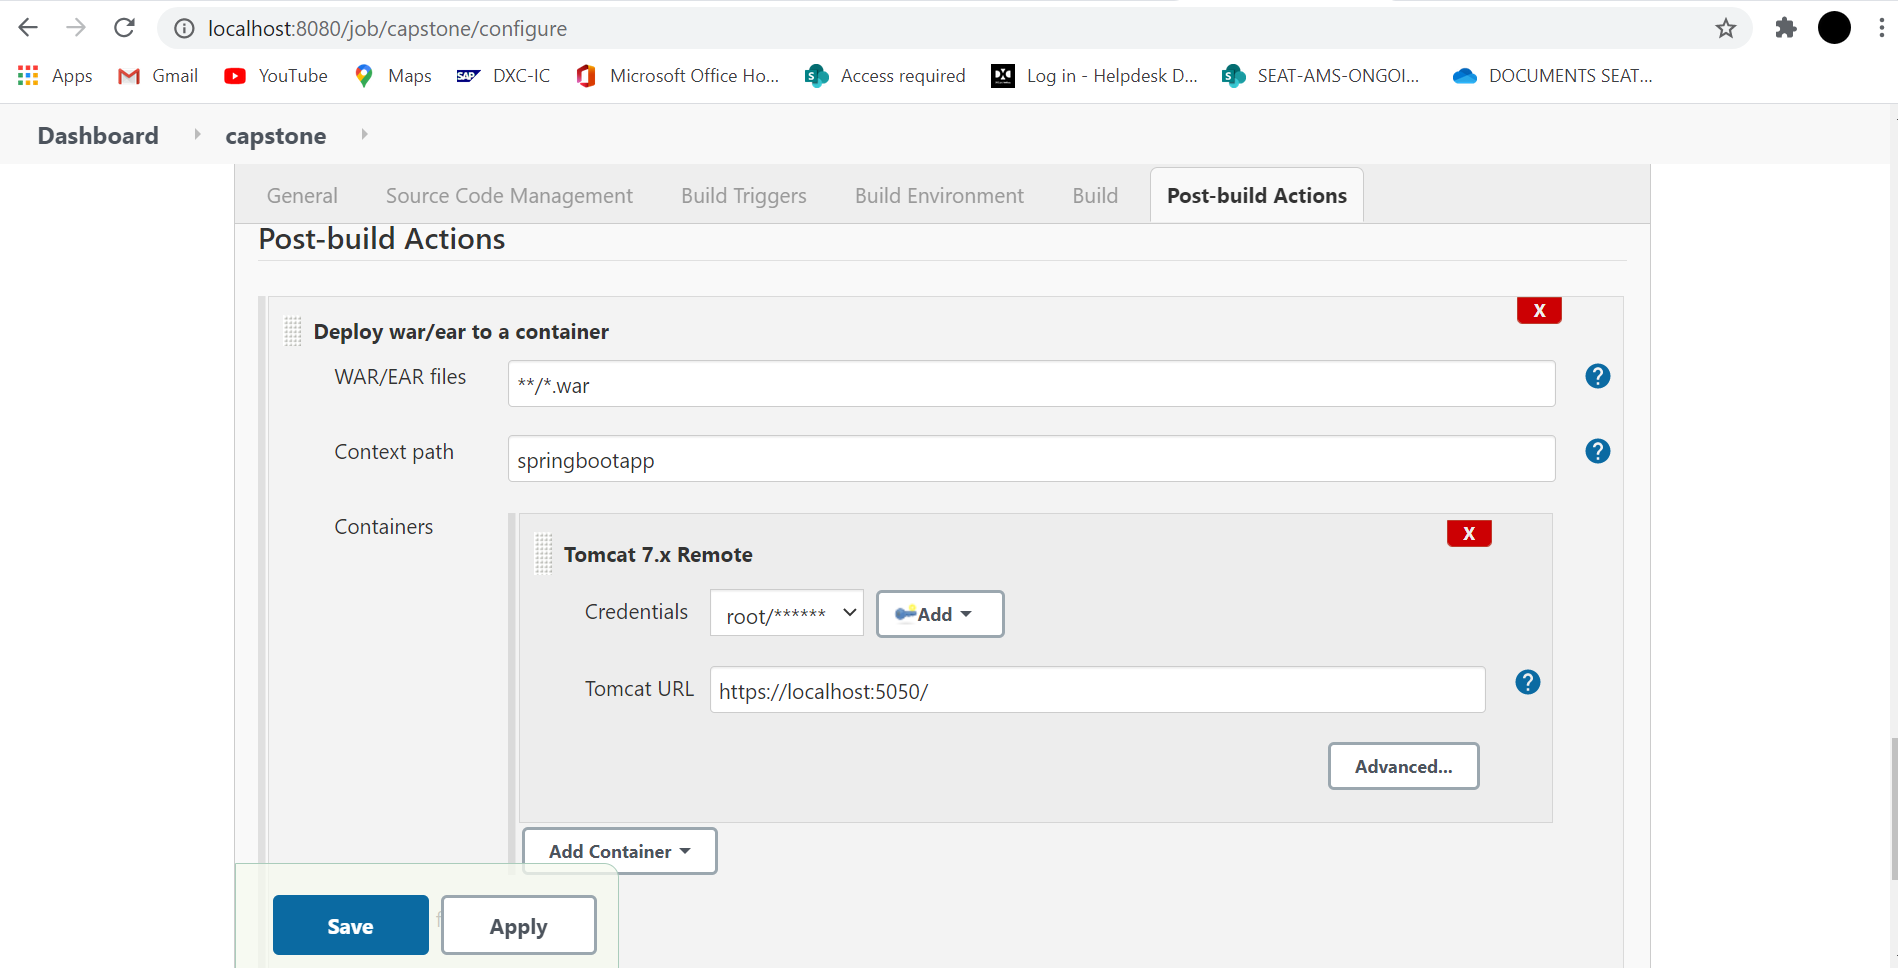 localhost:8080/job/capstone/configure
Apps Gmail YouTube Maps SAP DXC-IC Microsoft Office Ho... Access required Log in - Helpdesk D... SEAT-AMS-ONGOI... DOCUMENTS SEAT...
Dashboard capstone
General Source Code Management Build Triggers Build Environment Build Post-build Actions
Post-build Actions
X
Deploy war/ear to a container
WAR/EAR files **/*.war ?
Context path springbootapp ?
Containers
X
Tomcat 7.x Remote
Credentials root/****** Add
Tomcat URL https://localhost:5050/ ?
Advanced...
Add Container
Save Apply